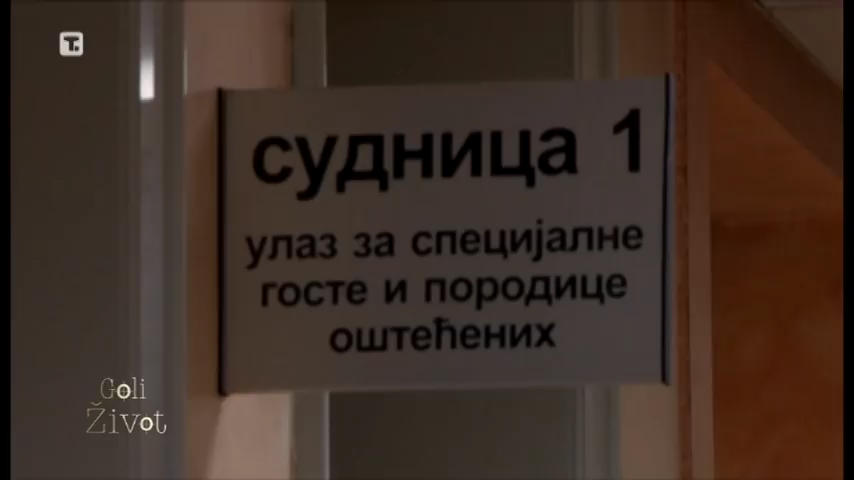 T.
судница 1
улаз за специјалне
госте и породице
оштећених
Goli
Život